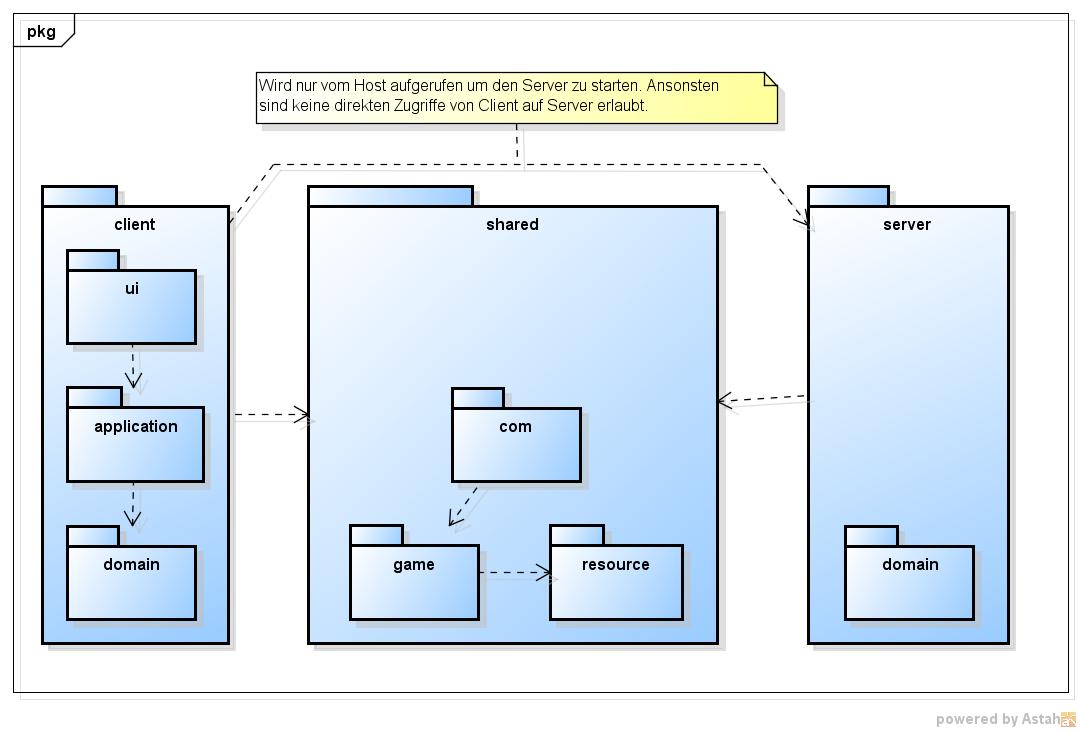 pkg
Wird nur vom Host aufgerufen um den Server zu starten. Ansonsten
sind keine direkten Zugriffe von Client auf Server erlaubt.
client
shared
server
ui
application
com
domain
game
resource
domain
powered by Astah